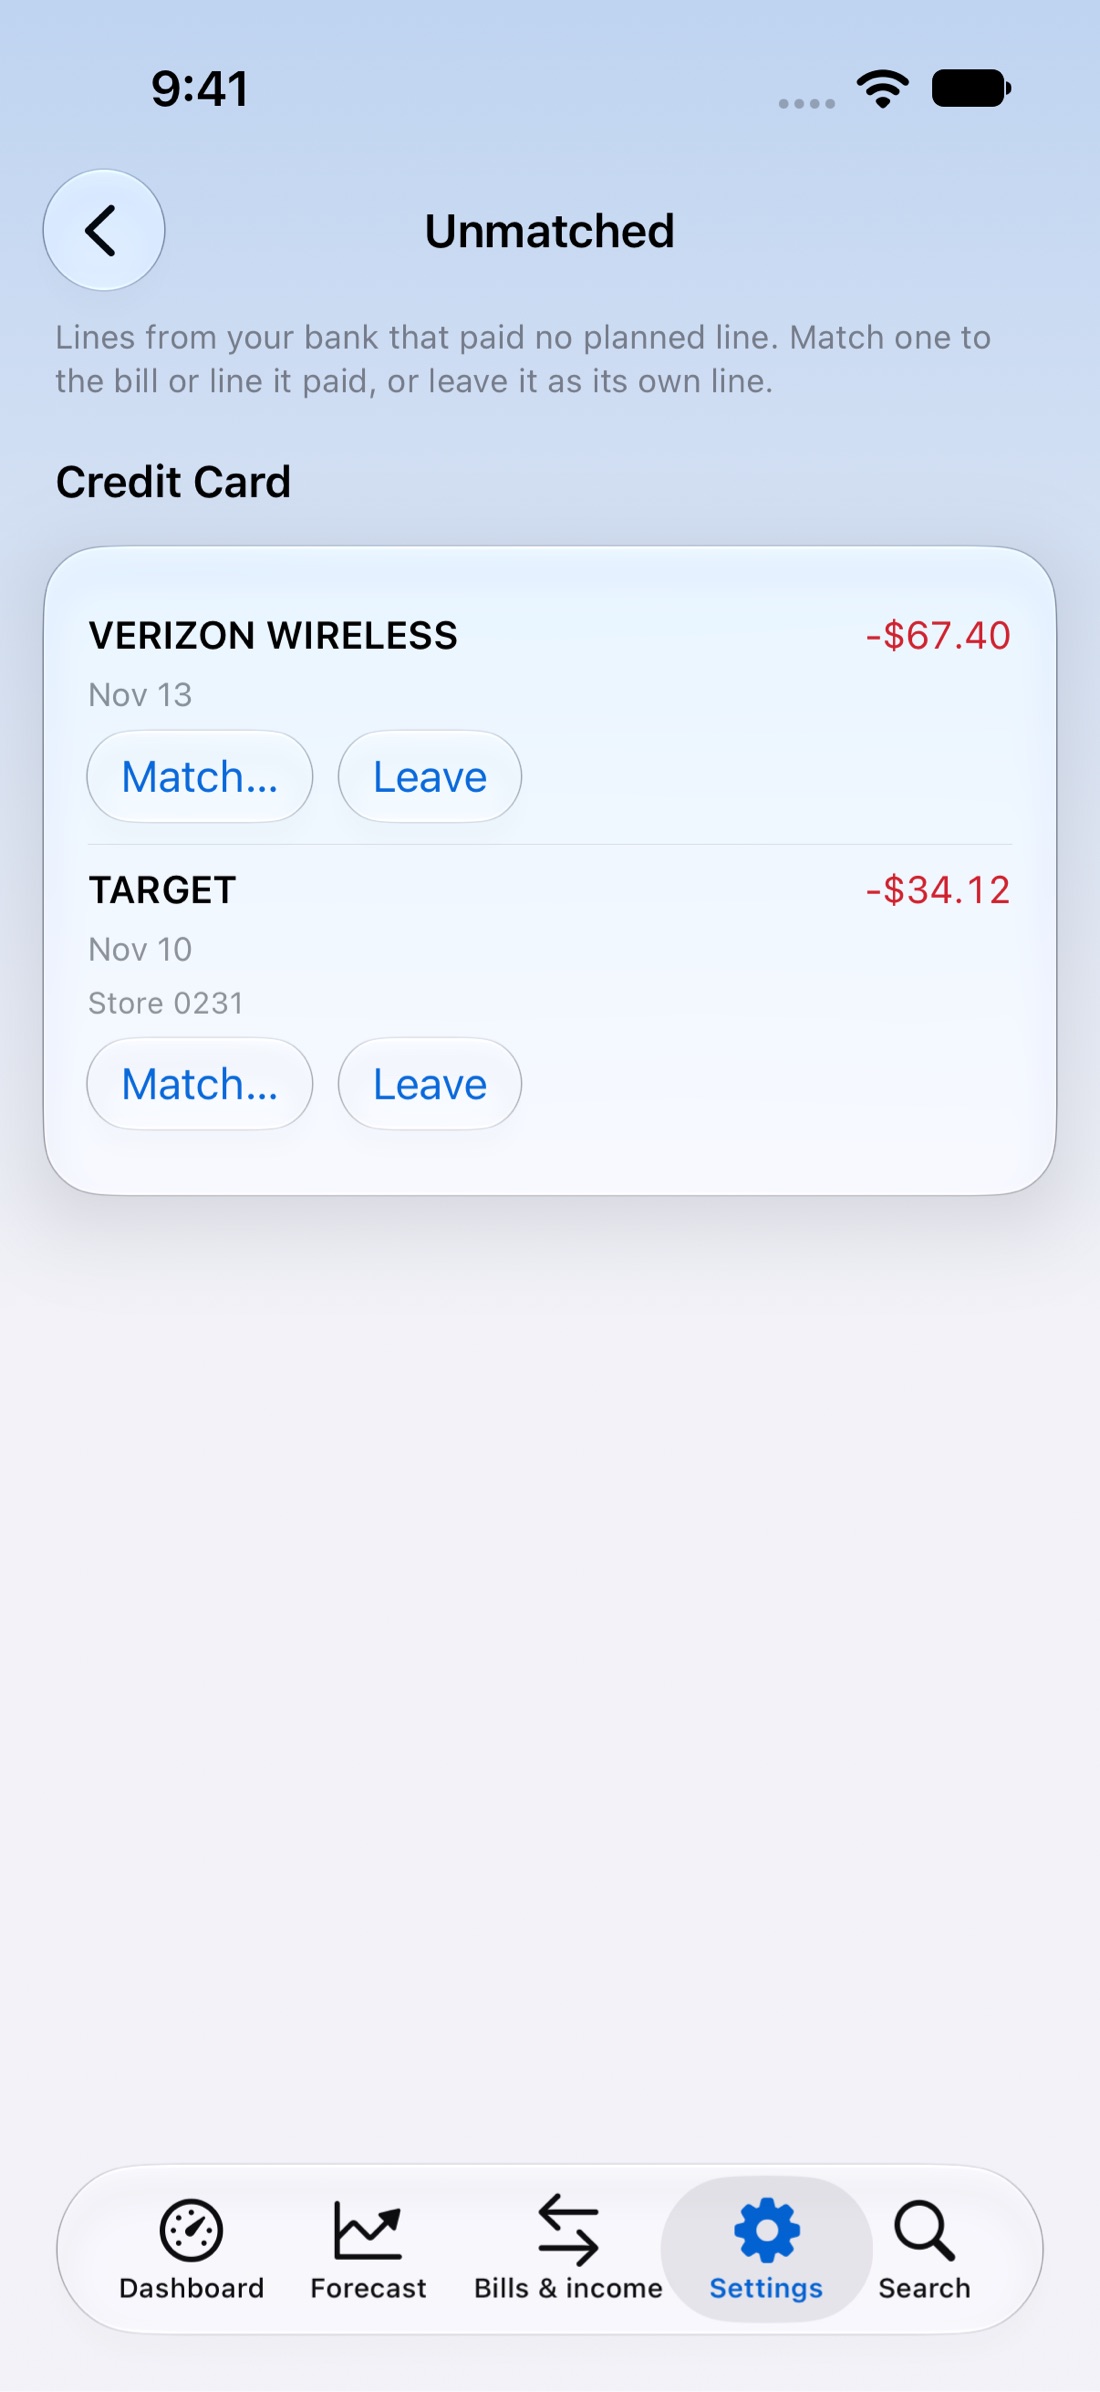 9:41
Unmatched
Lines from your bank that paid no planned line. Match one to
the bill or line it paid, or leave it as its own line.
Credit Card
VERIZON WIRELESS -$67.40
Nov 13
Match... Leave
TARGET -$34.12
Nov 10
Store 0231
Match... Leave
Dashboard Forecast Bills & income Settings Search